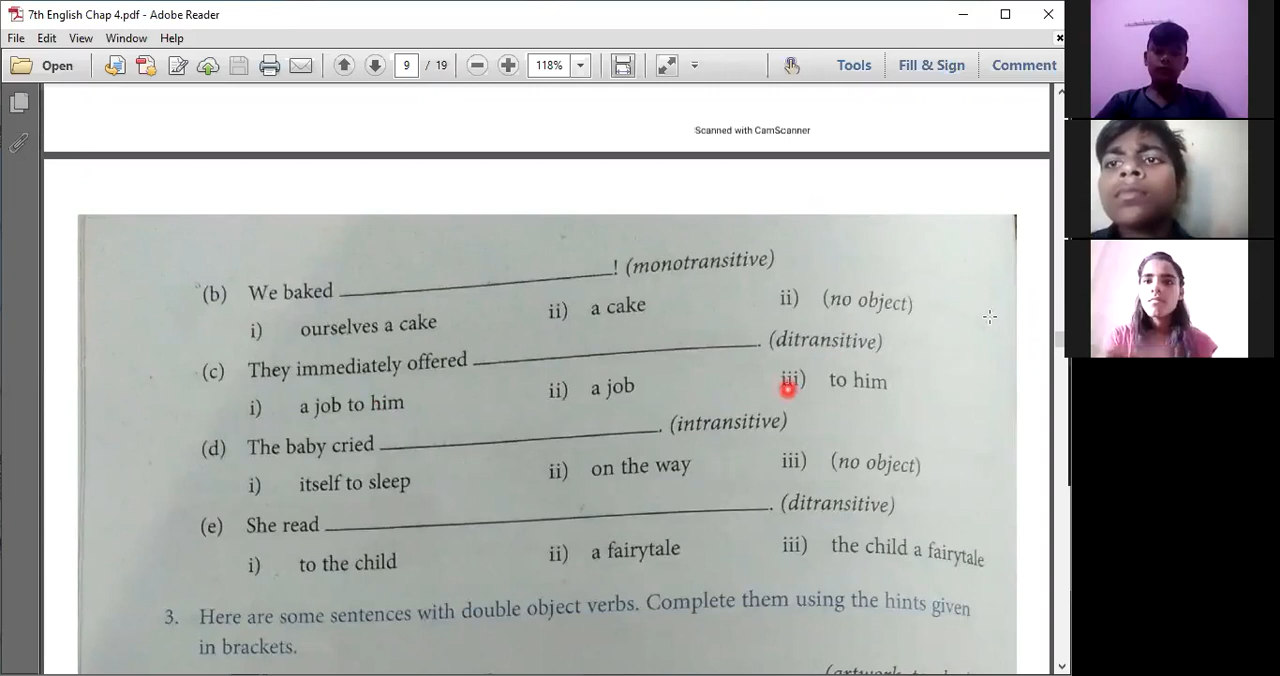 7th English Chap 4.pdf - Adobe Reader
File Edit View Window Help
Open 9 / 19 118% Tools Fill & Sign Comment
Scanned with CamScanner
(b) We baked ! (monotransitive)
i) ourselves a cake ii) a cake ii) (no object)
(c) They immediately offered . (ditransitive)
i) a job to him ii) a job iii) to him
(d) The baby cried . (intransitive)
i) itself to sleep ii) on the way iii) (no object)
(e) She read . (ditransitive)
i) to the child ii) a fairytale iii) the child a fairytale
3. Here are some sentences with double object verbs. Complete them using the hints given
in brackets.